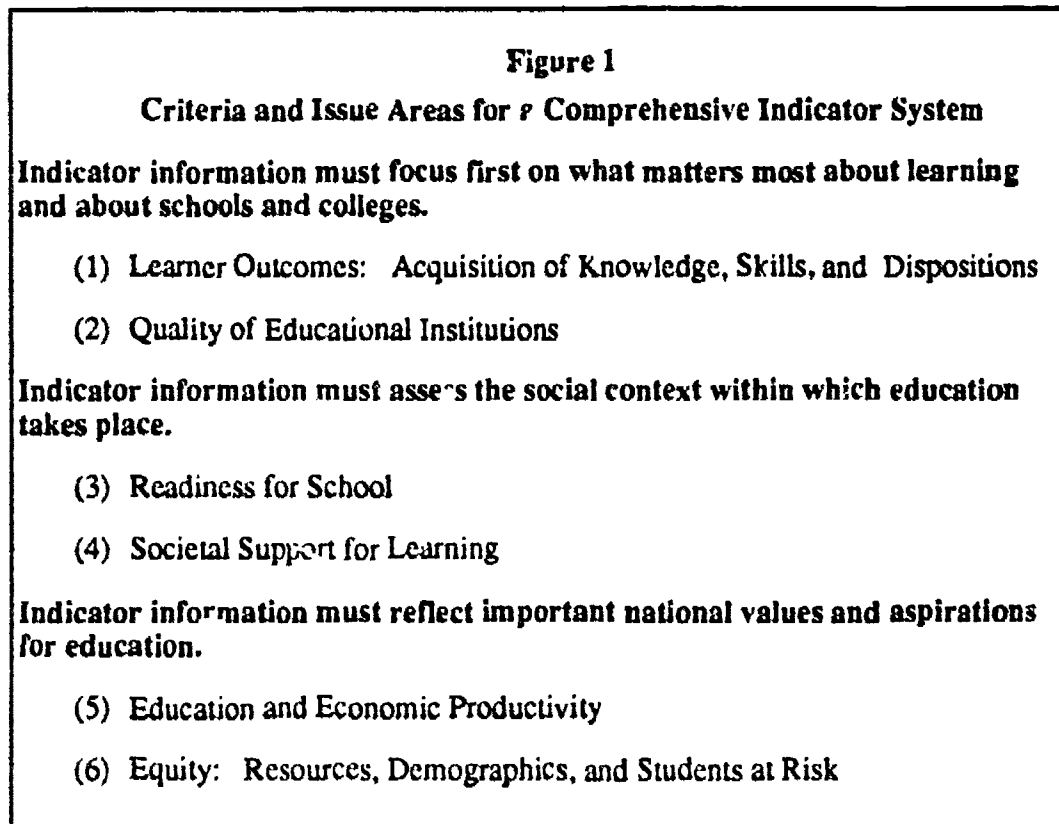 Figure 1
Criteria and Issue Areas for a Comprehensive Indicator System
Indicator information must focus first on what matters most about learning
and about schools and colleges.
(1) Learner Outcomes: Acquisition of Knowledge, Skills, and Dispositions
(2) Quality of Educational Institutions
Indicator information must assess the social context within which education
takes place.
(3) Readiness for School
(4) Societal Support for Learning
Indicator information must reflect important national values and aspirations
for education.
(5) Education and Economic Productivity
(6) Equity: Resources, Demographics, and Students at Risk